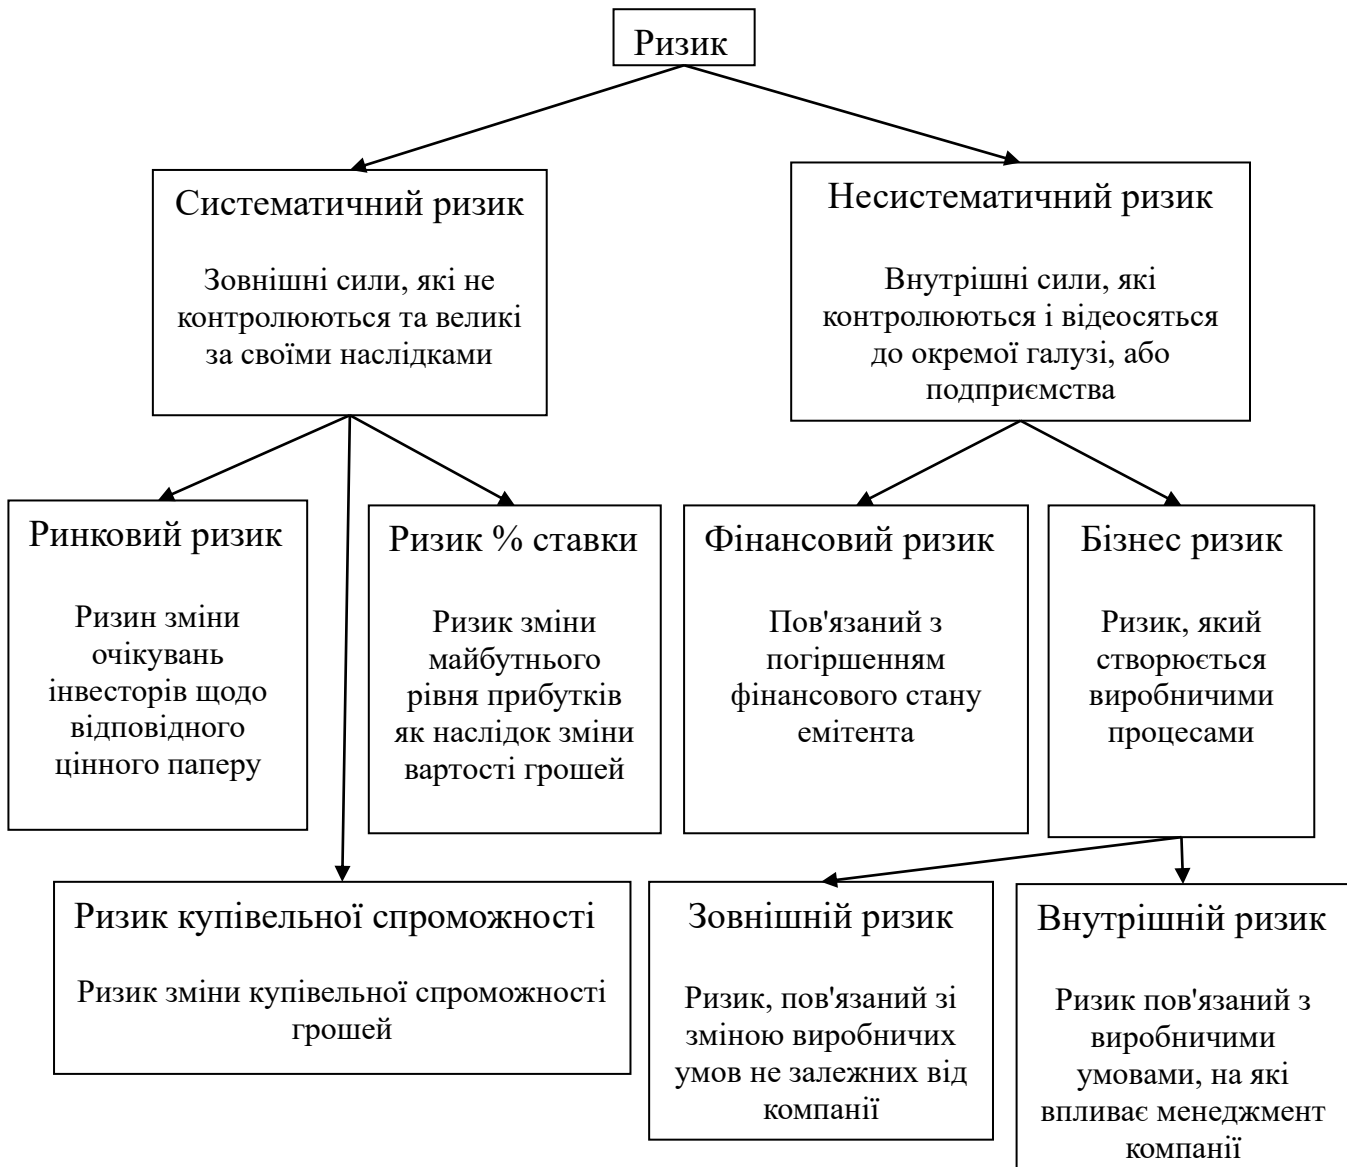 Ризик
Систематичний ризик
Зовнішні сили, які не
контролюються та великі
за своїми наслідками
Несистематичний ризик
Внутрішні сили, які
контролюються і відеосяться
до окремої галузі, або
подприємства
Ринковий ризик
Ризин зміни
очікувань
інвесторів щодо
відповідного
цінного паперу
Ризик % ставки
Ризик зміни
майбутнього
рівня прибутків
як наслідок зміни
вартості грошей
Фінансовий ризик
Пов'язаний з
погіршенням
фінансового стану
емітента
Бізнес ризик
Ризик, який
створюється
виробничими
процесами
Ризик купівельної спроможності
Ризик зміни купівельної спроможності
грошей
Зовнішній ризик
Ризик, пов'язаний зі
зміною виробничих
умов не залежних від
компанії
Внутрішній ризик
Ризик пов'язаний з
виробничими
умовами, на які
впливає менеджмент
компанії